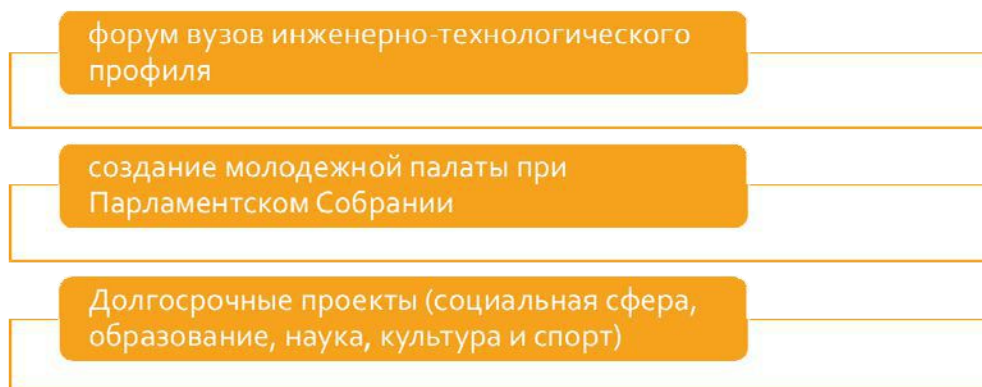 форум вузов инженерно-технологического
профиля
создание молодежной палаты при
Парламентском Собрании
Долгосрочные проекты (социальная сфера,
образование, наука, культура и спорт)